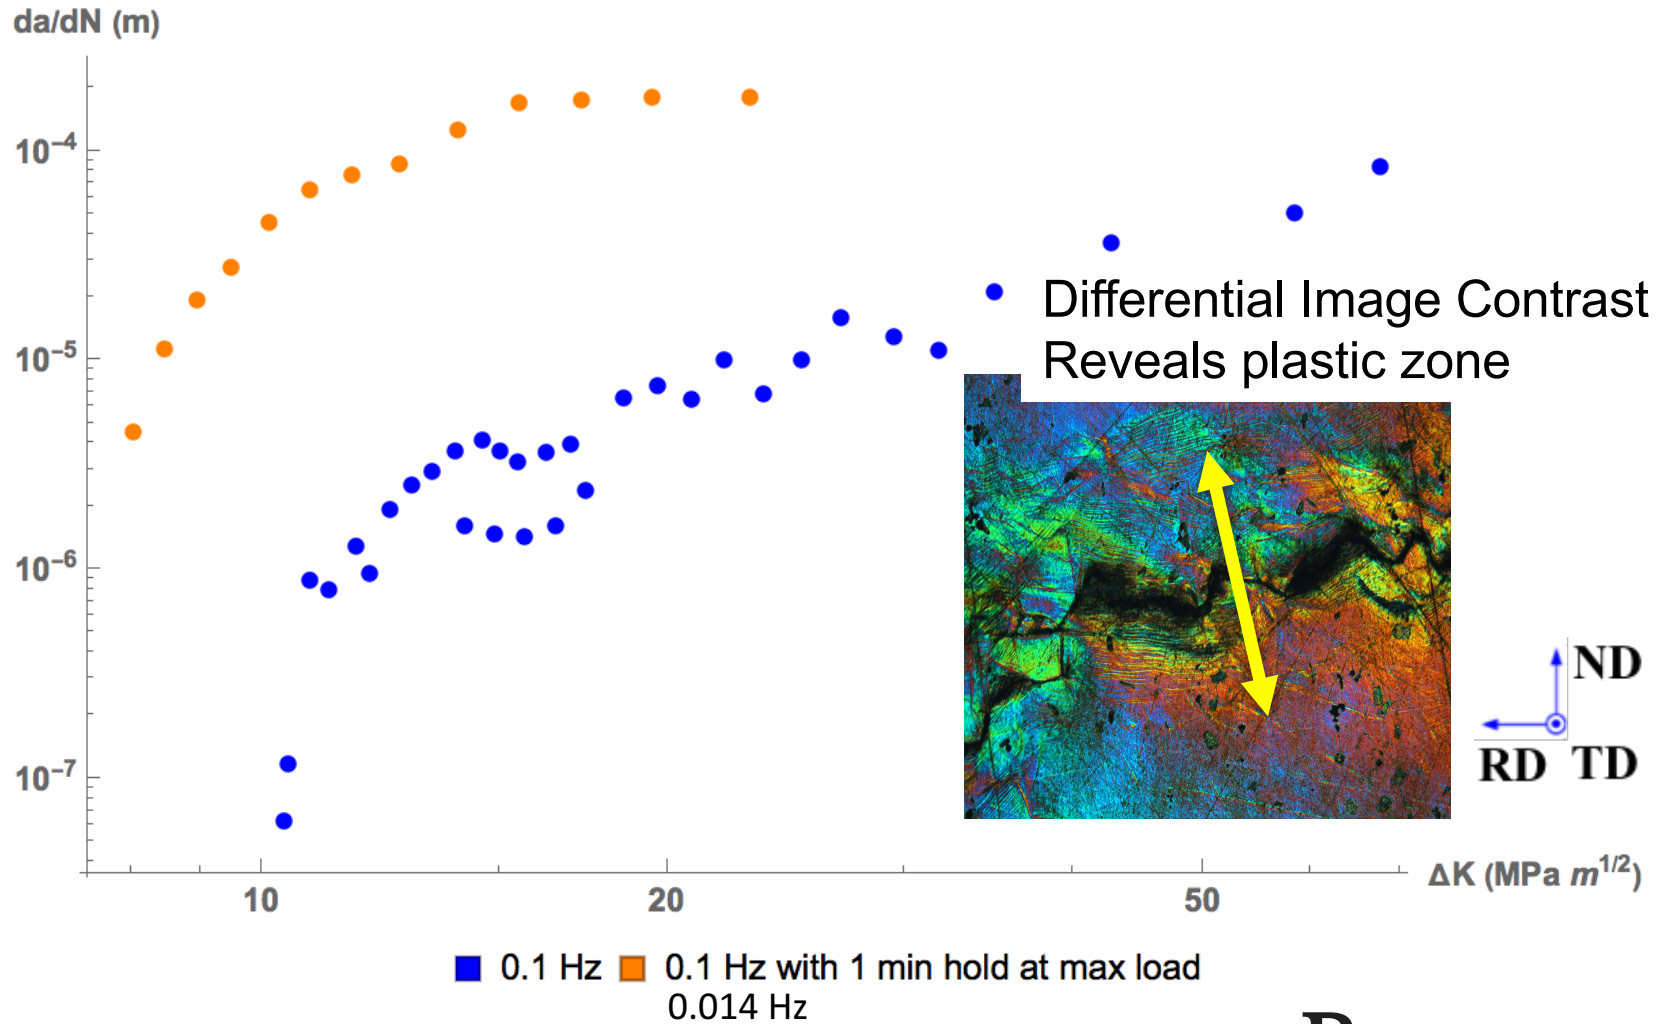 da/dN (m)
10⁻⁴
10⁻⁵
10⁻⁶
10⁻⁷
Differential Image Contrast
Reveals plastic zone
ND
RD TD
10
20
50
ΔK (MPa m^{1/2})
0.1 Hz
0.1 Hz with 1 min hold at max load
0.014 Hz